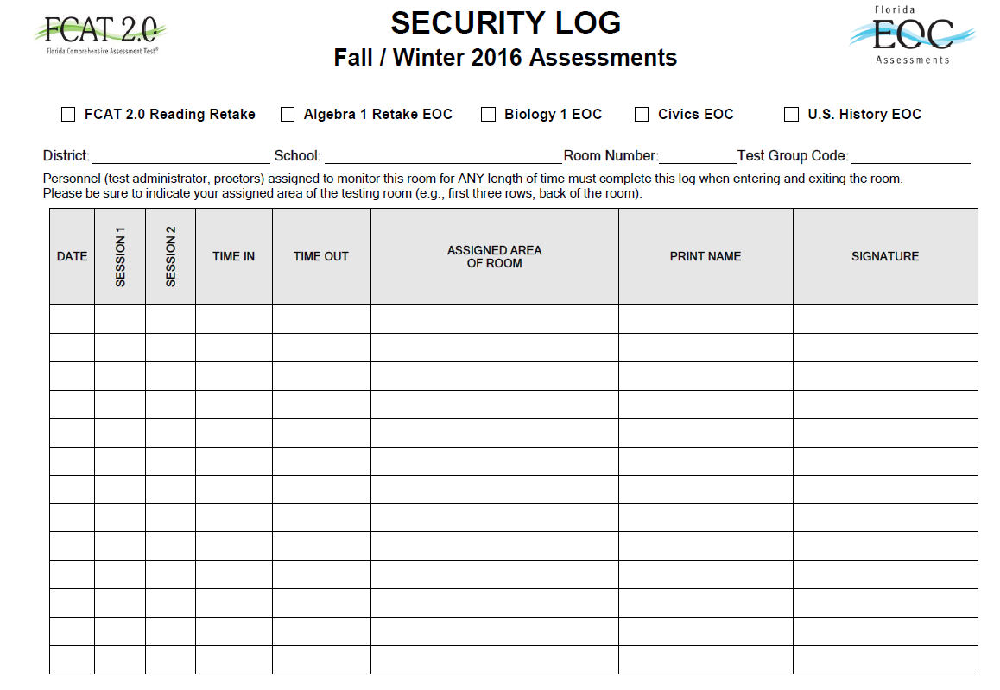 FCAT 2.0
Florida Comprehensive Assessment Test®
SECURITY LOG
Fall / Winter 2016 Assessments
Florida
EOC
Assessments
FCAT 2.0 Reading Retake Algebra 1 Retake EOC Biology 1 EOC Civics EOC U.S. History EOC
District: School: Room Number: Test Group Code:
Personnel (test administrator, proctors) assigned to monitor this room for ANY length of time must complete this log when entering and exiting the room.
Please be sure to indicate your assigned area of the testing room (e.g., first three rows, back of the room).
DATE
SESSION 1
SESSION 2
TIME IN
TIME OUT
ASSIGNED AREA
OF ROOM
PRINT NAME
SIGNATURE